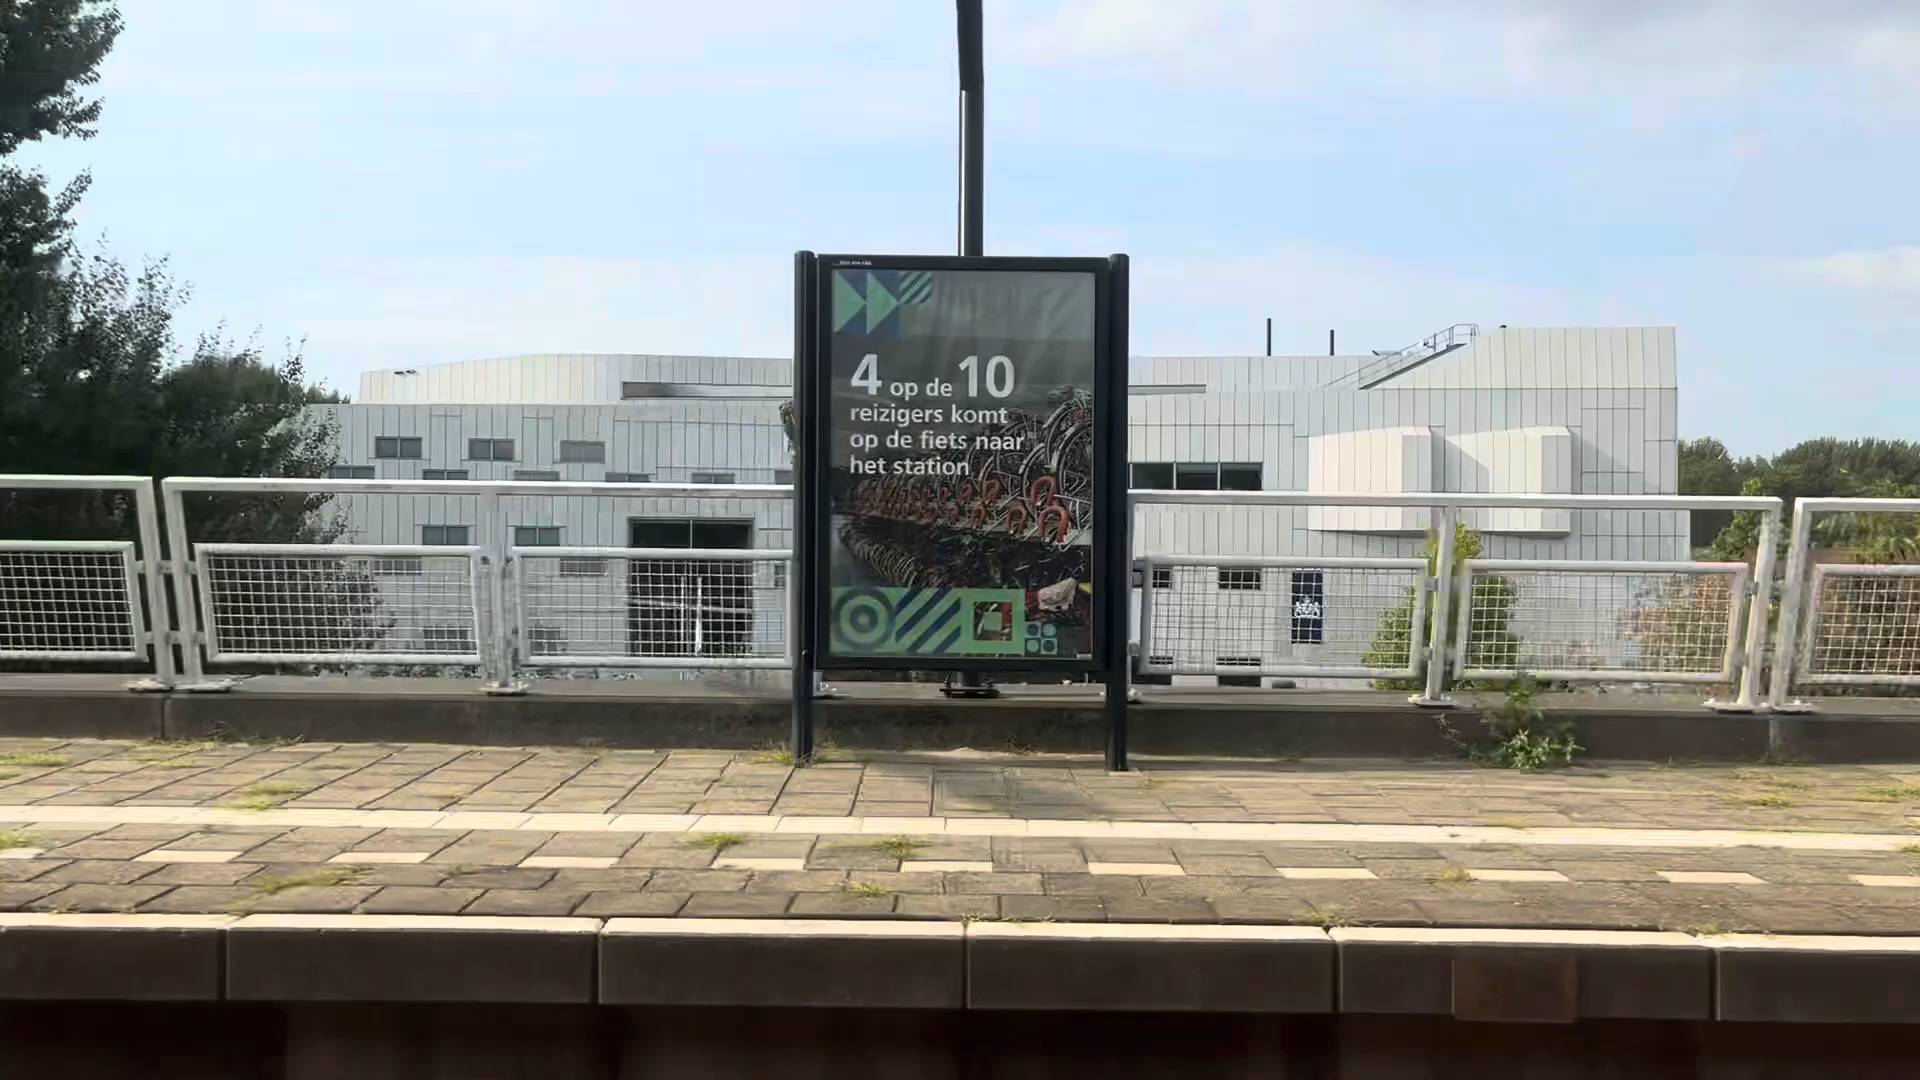 4 op de 10
reizigers komt
op de fiets naar
het station